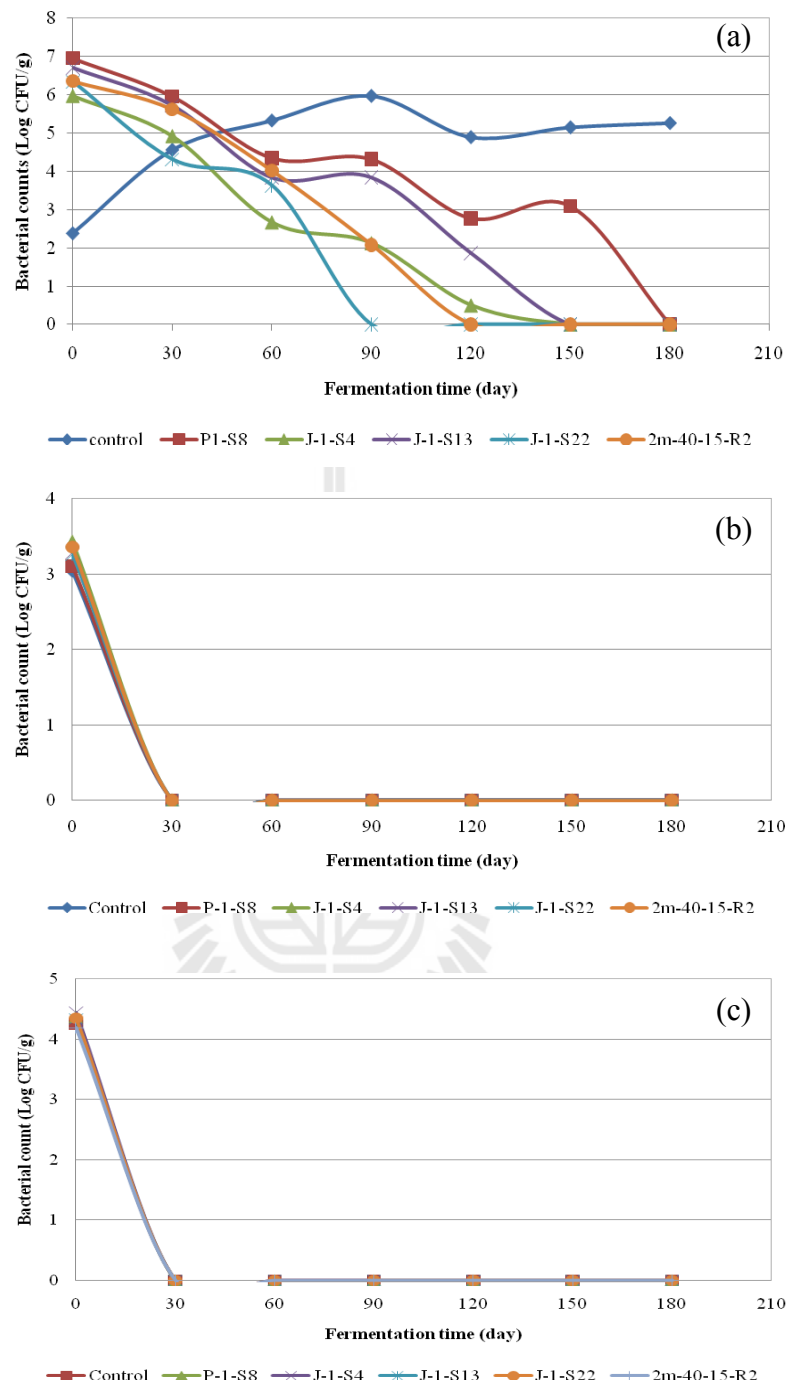 (a)
Bacterial counts (Log CFU/g)
8
7
6
5
4
3
2
1
0
0 30 60 90 120 150 180 210
Fermentation time (day)
control P1-S8 J-1-S4 J-1-S13 J-1-S22 2m-40-15-R2
(b)
Bacterial count (Log CFU/g)
4
3
2
1
0
0 30 60 90 120 150 180 210
Fermentation time (day)
Control P-1-S8 J-1-S4 J-1-S13 J-1-S22 2m-40-15-R2
(c)
Bacterial count (Log CFU/g)
5
4
3
2
1
0
0 30 60 90 120 150 180 210
Fermentation time (day)
Control P-1-S8 J-1-S4 J-1-S13 J-1-S22 2m-40-15-R2